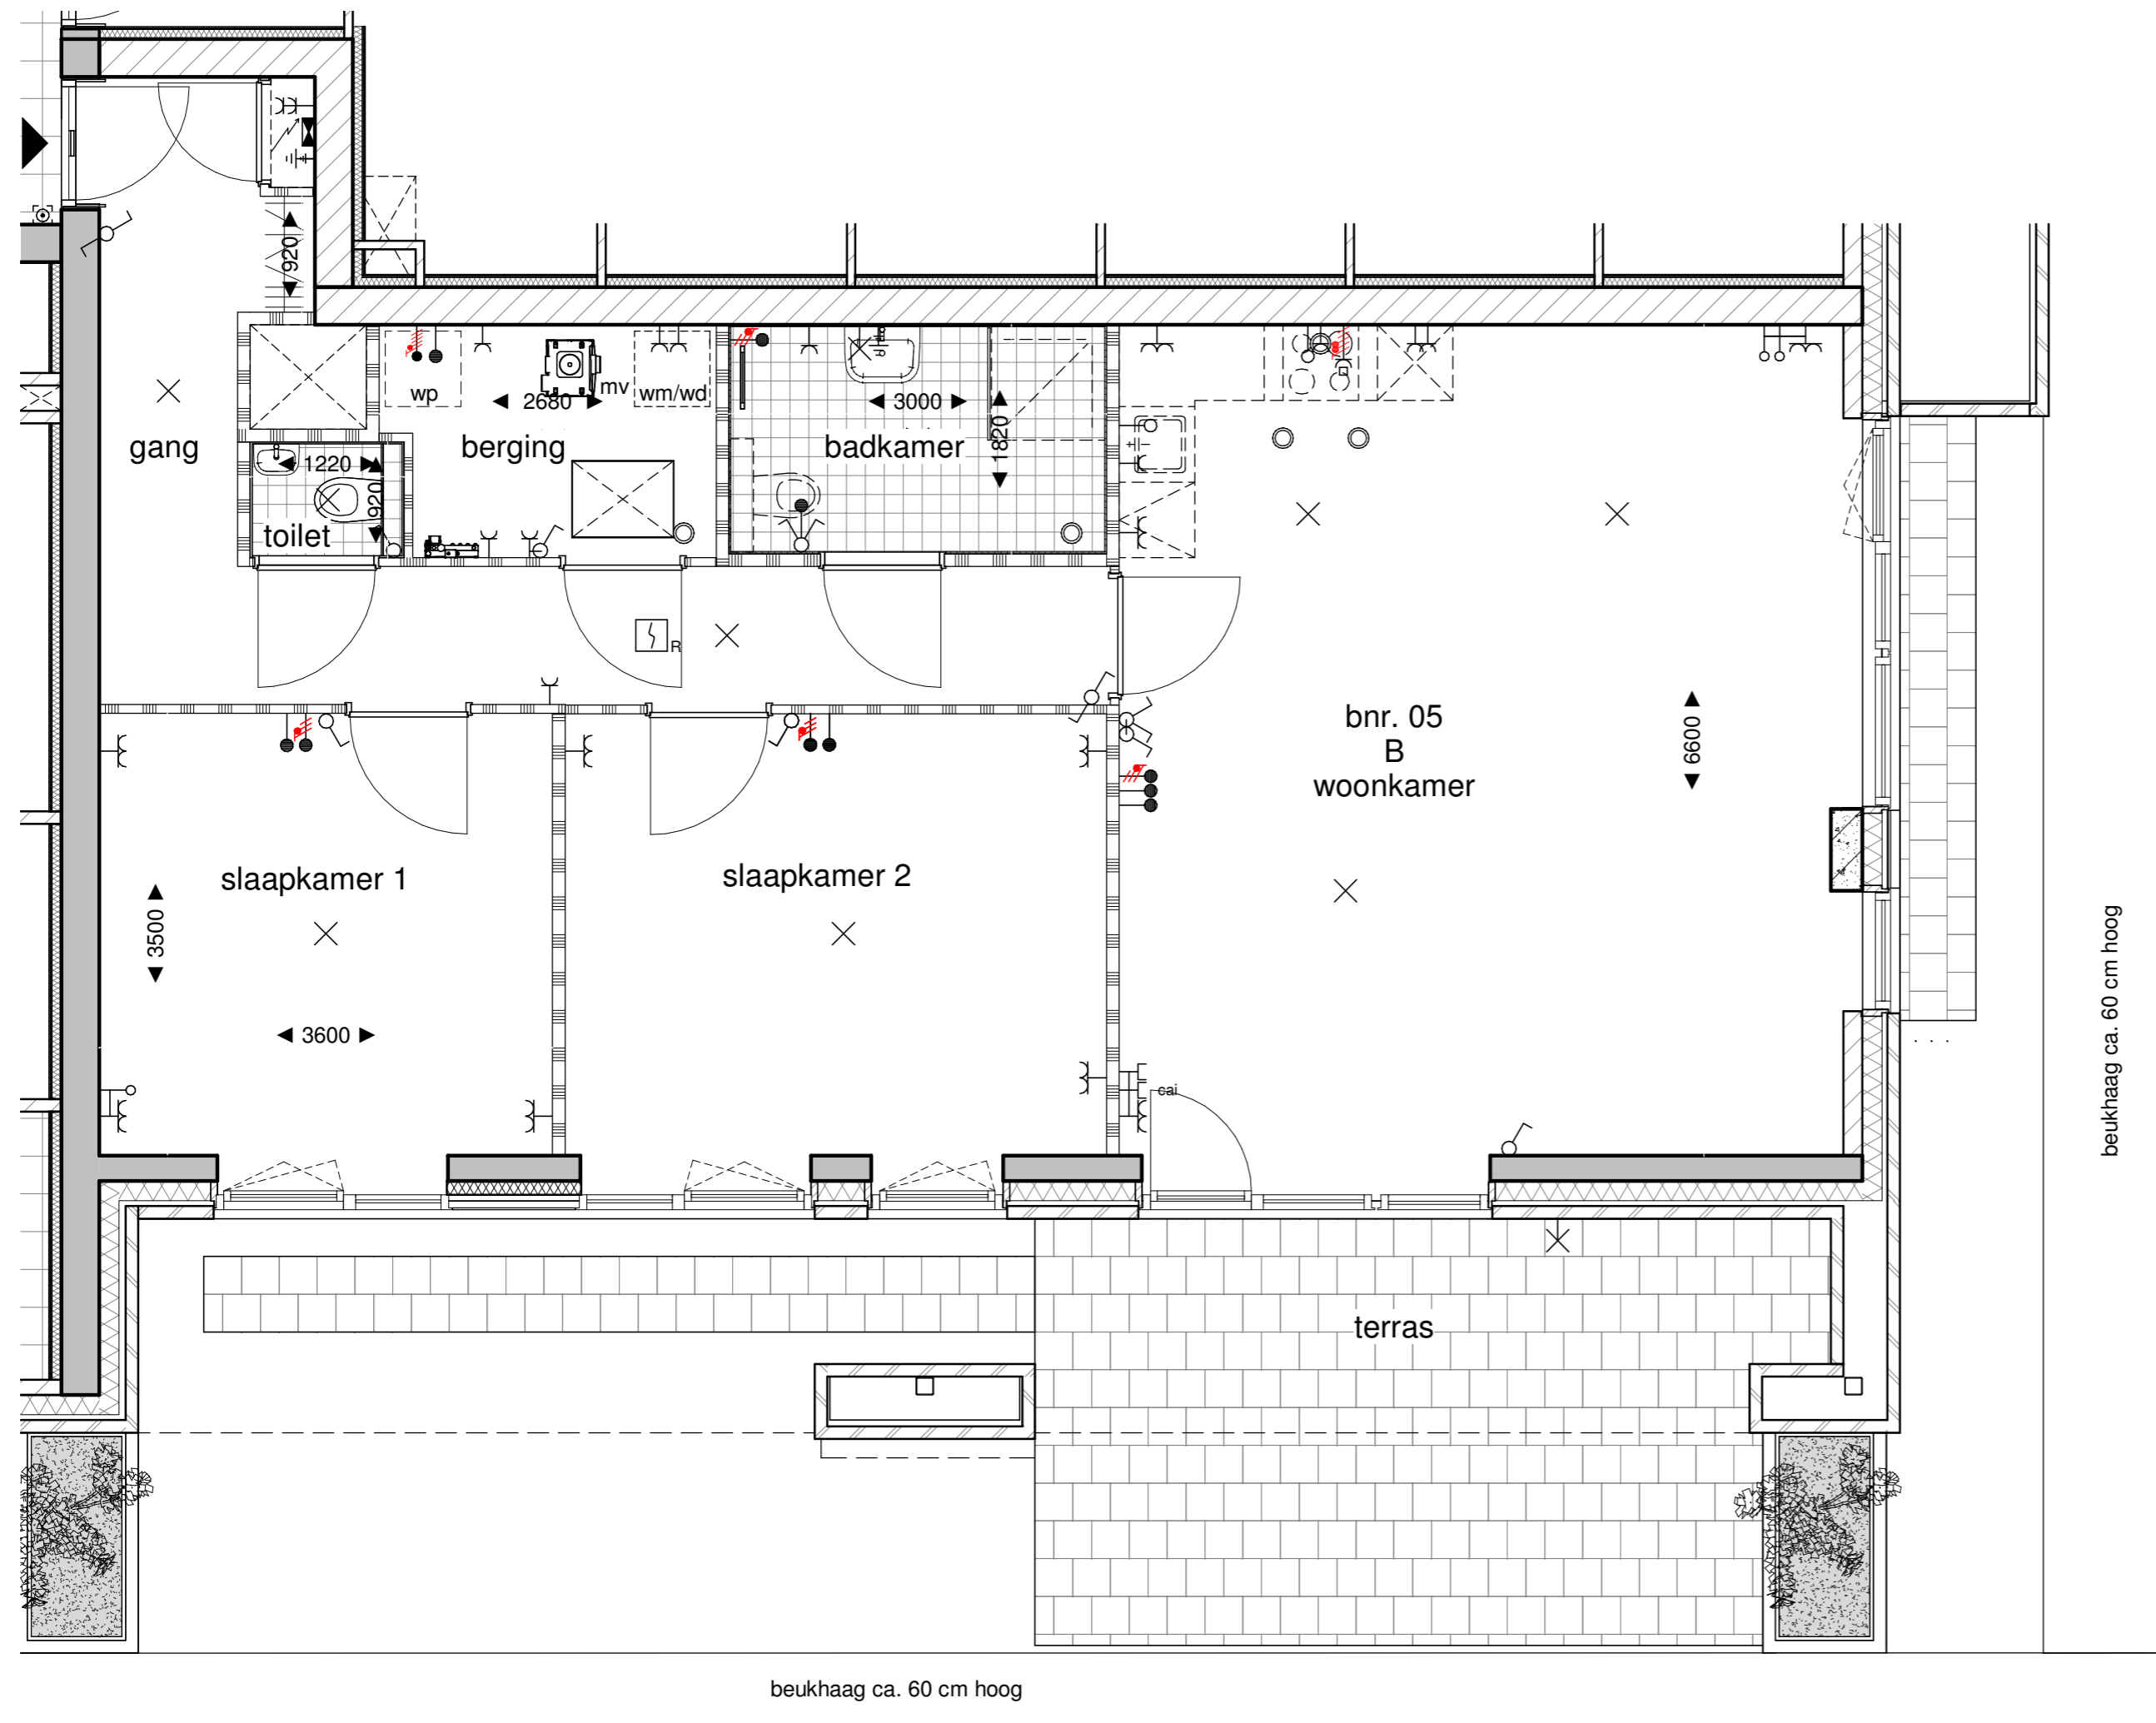 920
wp
mv
wm/wd
2680
3000
1820
gang
berging
badkamer
1220
920
toilet
R
bnr. 05
B
woonkamer
6600
slaapkamer 1
slaapkamer 2
3500
3600
cai
beukhaag ca. 60 cm hoog
terras
beukhaag ca. 60 cm hoog